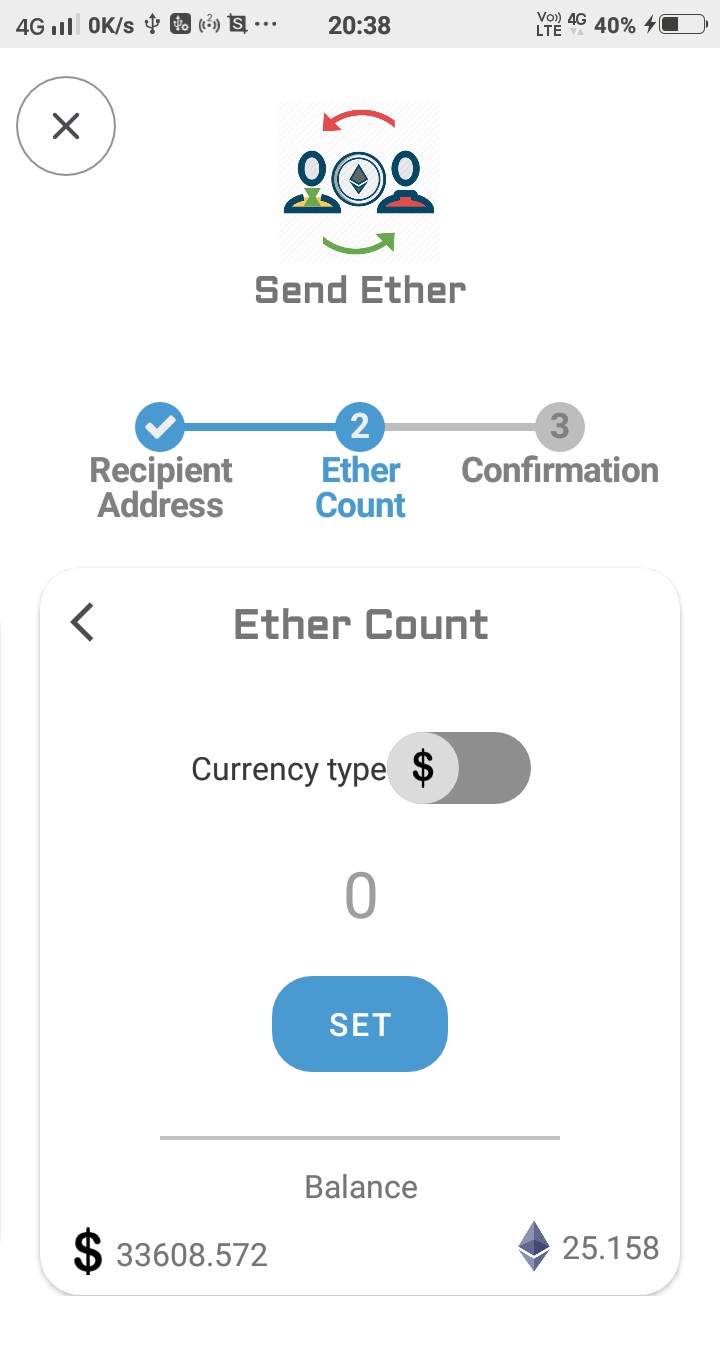 4G 0K/s 20:38 Vo)) LTE 4G 40%
Send Ether
2 3
Recipient Address
Ether Count
Confirmation
Ether Count
Currency type $
0
SET
Balance
$ 33608.572 25.158